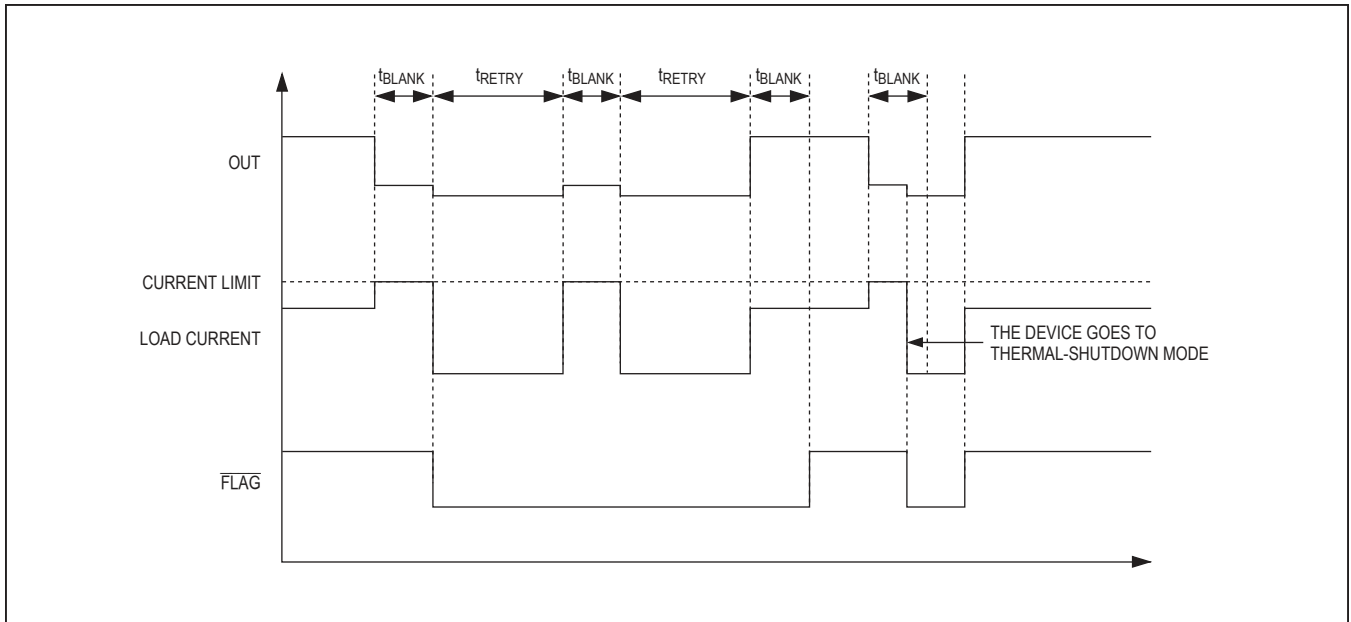 tBLANK tRETRY tBLANK tRETRY tBLANK tBLANK
OUT
CURRENT LIMIT
LOAD CURRENT
THE DEVICE GOES TO
THERMAL-SHUTDOWN MODE
FLAG